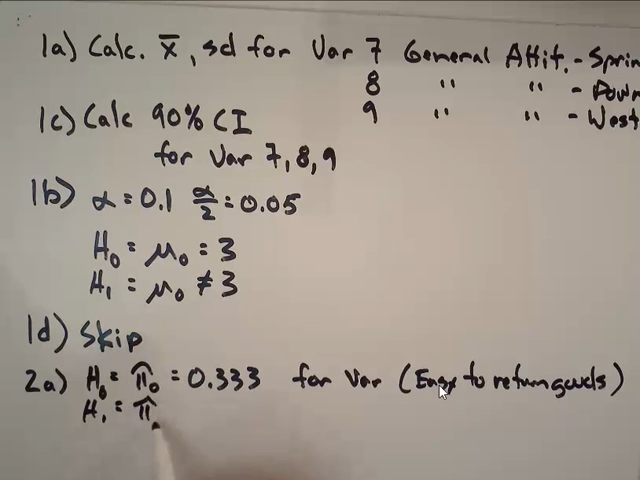 1a) Calc. x̄, sd for Var 7 General Attit. - Sprin
8 " " - Down
9 " " - West
1c) Calc 90% CI
for Var 7,8,9
1b) α = 0.1 α/2 = 0.05
H₀ = μ₀ = 3
H₁ = μ₀ ≠ 3
1d) Skip
2a) H₀ = π₀ = 0.333 for Var (Easy to return goods)
H₁ = π